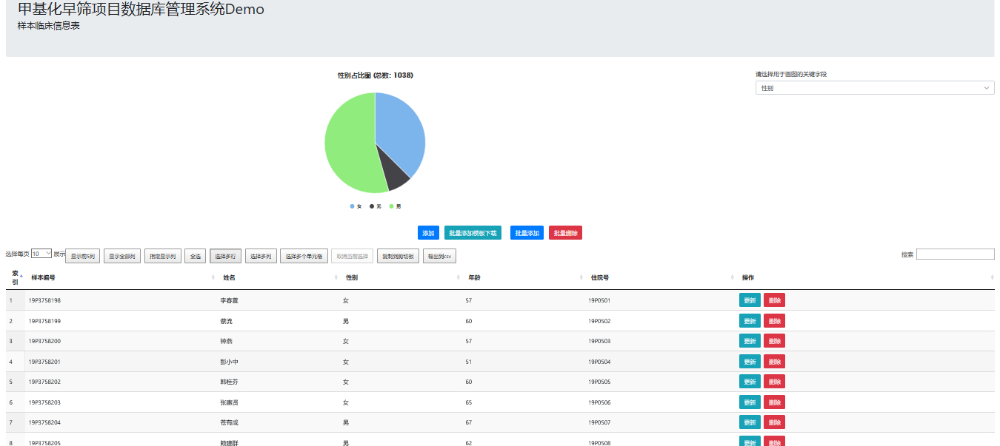 甲基化早筛项目数据库管理系统Demo
样本临床信息表
性别占比图 (总数: 1038)
请选择用于画图的关键字段
性别
女 无 男
添加 批量添加模板下载 批量添加 批量删除
选择每页 10 展示 显示前5列 显示全部列 指定显示列 全选 选择多行 选择多列 选择多个单元格 取消当前选择 复制到剪切板 输出到csv 搜索
索引 样本编号 姓名 性别 年龄 住院号 操作
1 19P3758198 李春萱 女 57 19P0501 更新 删除
2 19P3758199 蔡流 男 60 19P0502 更新 删除
3 19P3758200 钟燕 女 57 19P0503 更新 删除
4 19P3758201 彭小中 女 51 19P0504 更新 删除
5 19P3758202 韩桂芬 女 60 19P0505 更新 删除
6 19P3758203 张惠贤 女 65 19P0506 更新 删除
7 19P3758204 苍有成 男 67 19P0507 更新 删除
8 19P3758205 赖建群 男 62 19P0508 更新 删除